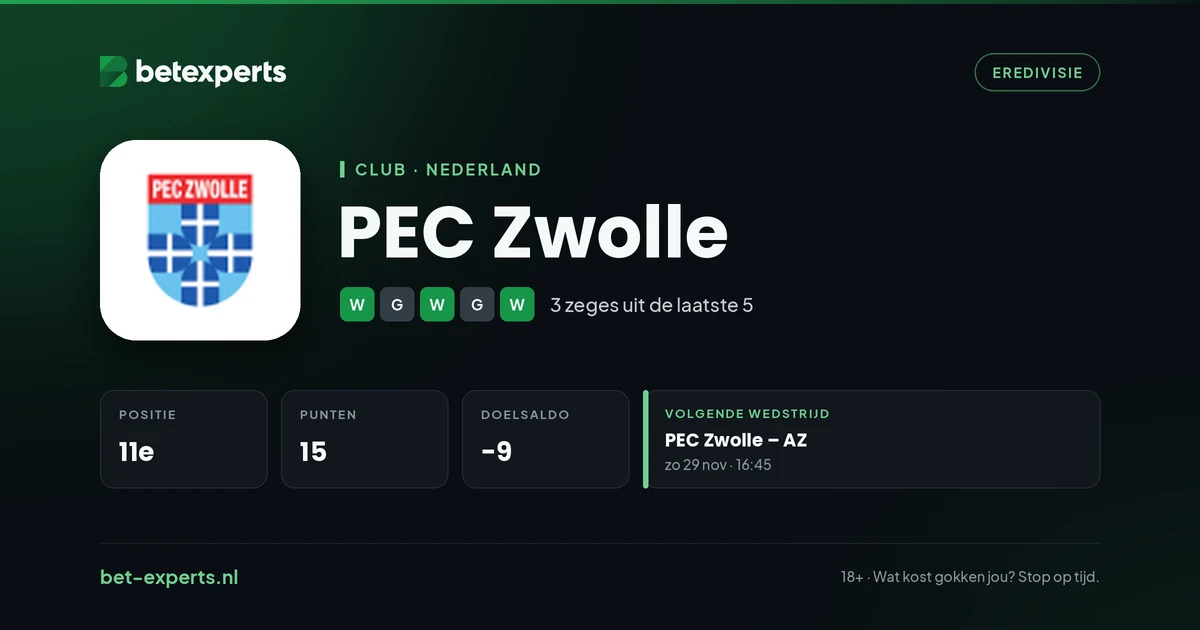 betexperts
EREDIVISIE
PEC ZWOLLE
CLUB · NEDERLAND
PEC Zwolle
W G W G W 3 zeges uit de laatste 5
POSITIE
11e
PUNTEN
15
DOELSALDO
-9
VOLGENDE WEDSTRIJD
PEC Zwolle – AZ
zo 29 nov · 16:45
bet-experts.nl
18+ · Wat kost gokken jou? Stop op tijd.